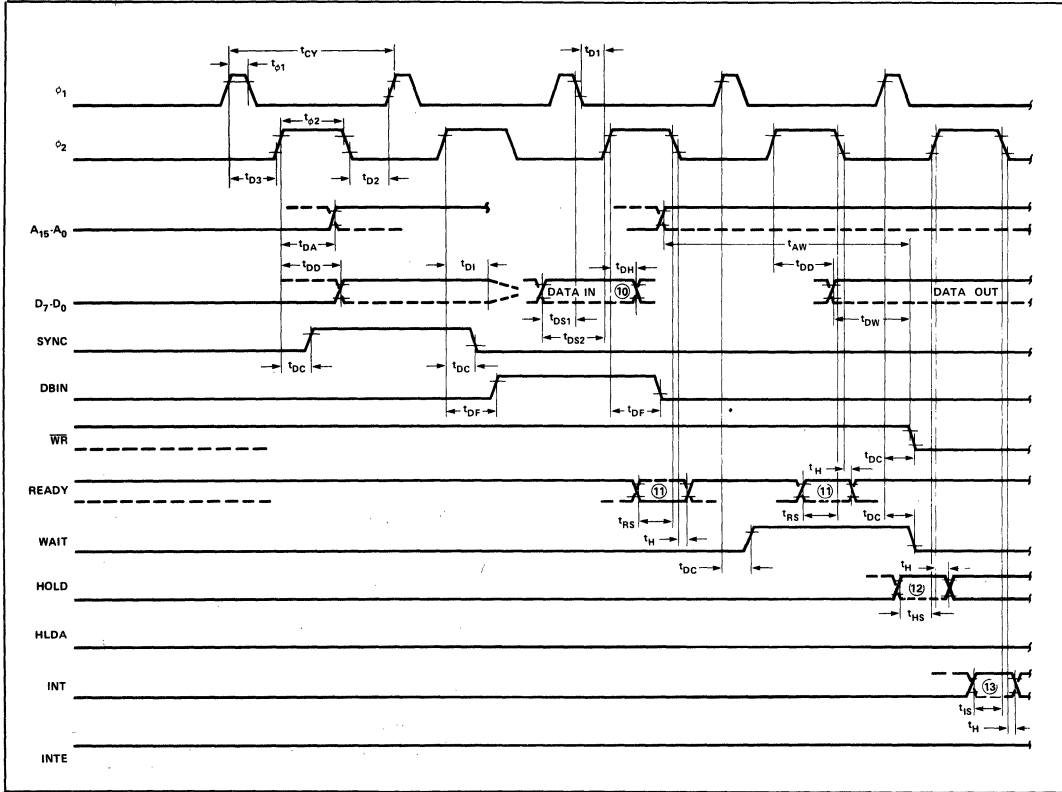 tCY tD1
tφ1
φ1
tφ2
φ2
tD3 tD2
A15-A0
tDA tAW
tDD tDI tDH tDD
D7-D0 DATA IN 10 DATA OUT
tDS1 tDW
tDS2
SYNC
tDC tDC
DBIN
tDF tDF
WR
tH tDC
READY 11 11
tRS tRS tDC
tH
WAIT
tDC tH
HOLD 12
tHS
HLDA
INT 13
tIS
tH
INTE